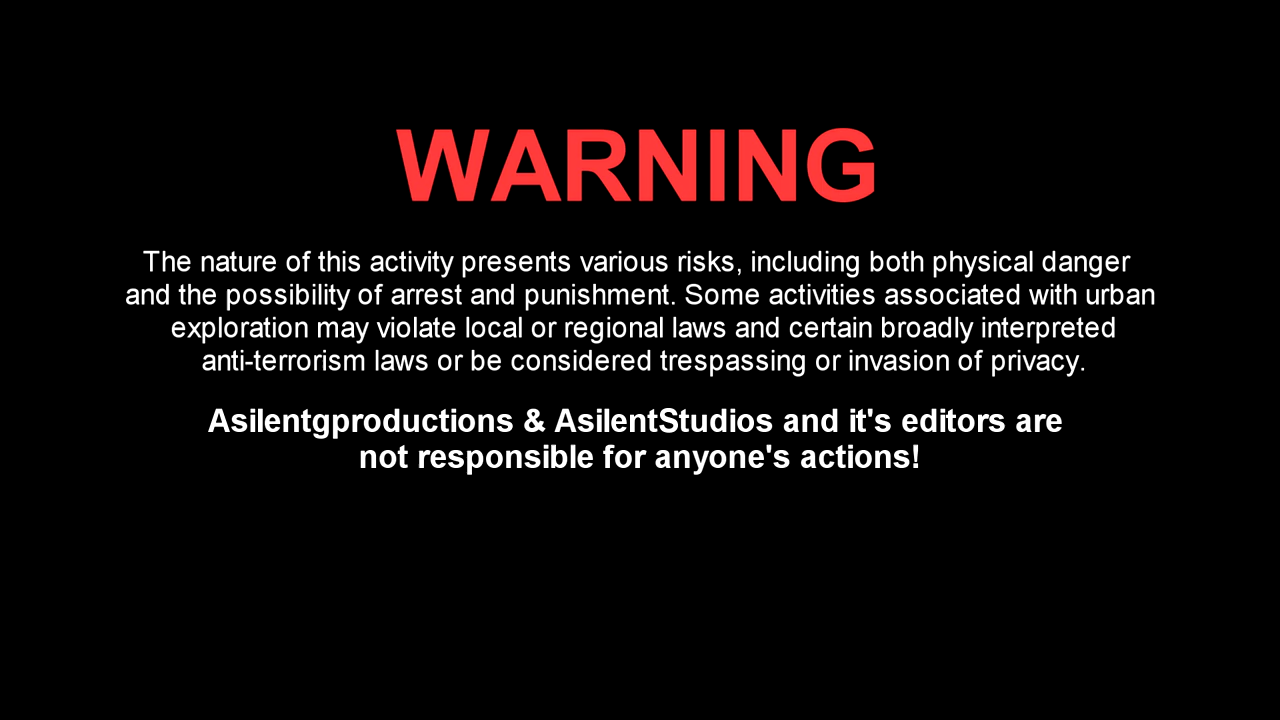 WARNING
The nature of this activity presents various risks, including both physical danger
and the possibility of arrest and punishment. Some activities associated with urban
exploration may violate local or regional laws and certain broadly interpreted
anti-terrorism laws or be considered trespassing or invasion of privacy.
Asilentgproductions & AsilentStudios and it's editors are
not responsible for anyone's actions!